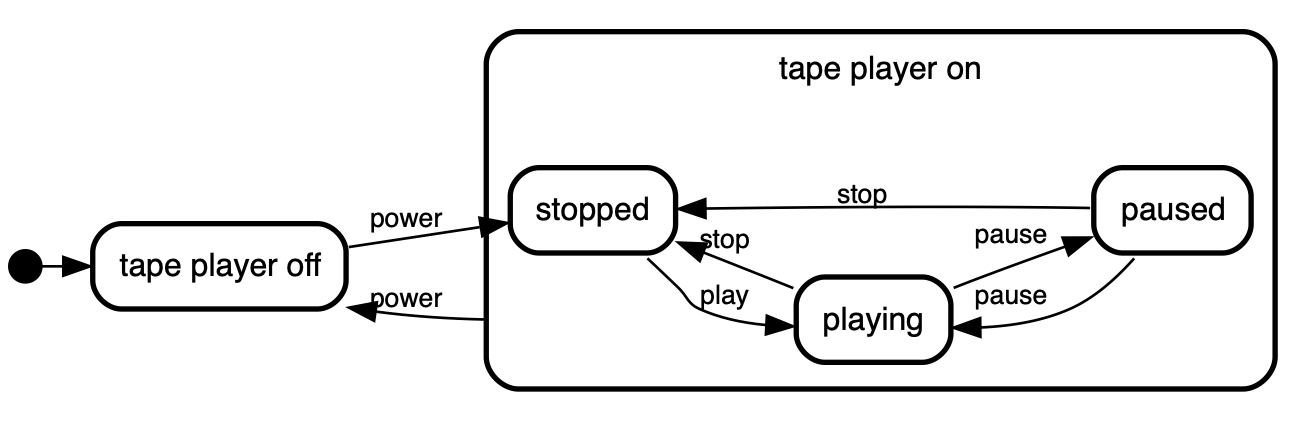 tape player on
stop
stopped
paused
power
stop
pause
tape player off
power
play
pause
playing